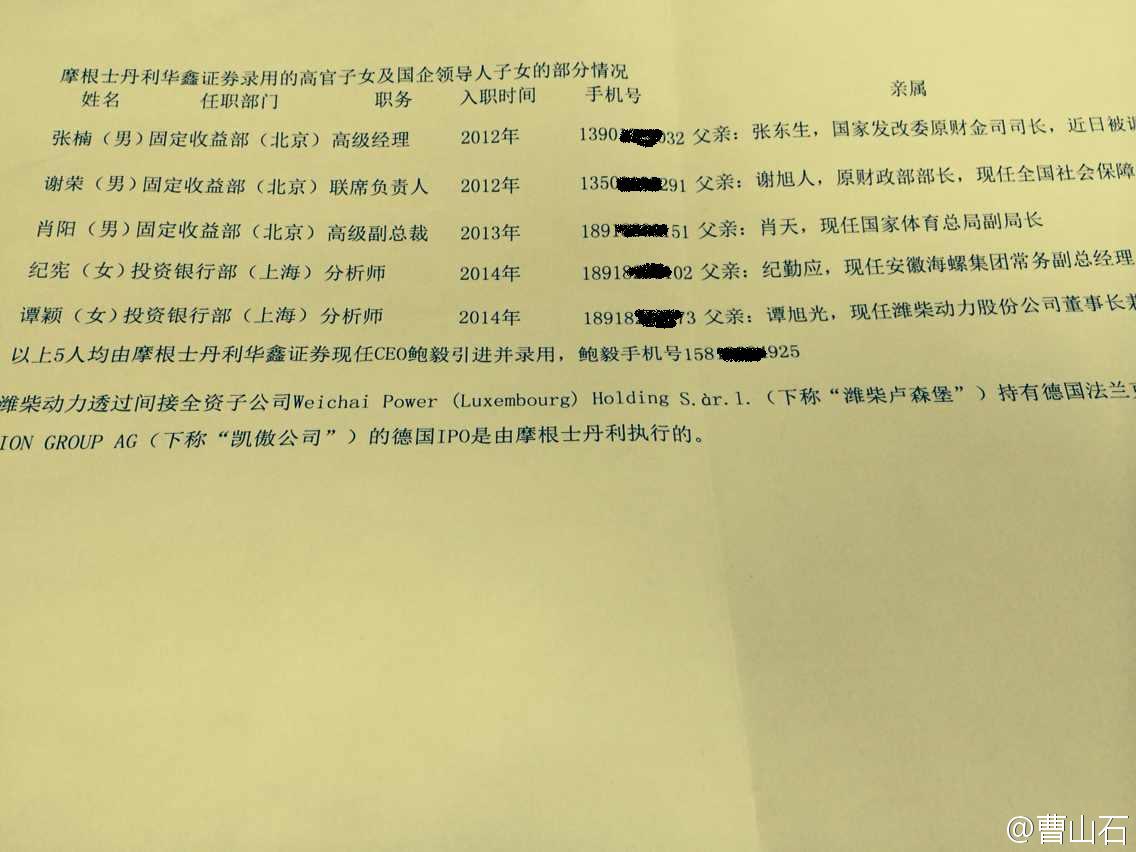 摩根士丹利华鑫证券录用的高官子女及国企领导人子女的部分情况
姓名 任职部门 职务 入职时间 手机号 亲属
张楠（男）固定收益部（北京）高级经理 2012年 1390 032 父亲：张东生，国家发改委原财金司司长，近日被调
谢荣（男）固定收益部（北京）联席负责人 2012年 1350 291 父亲：谢旭人，原财政部部长，现任全国社会保障
肖阳（男）固定收益部（北京）高级副总裁 2013年 1891 151 父亲：肖天，现任国家体育总局副局长
纪宪（女）投资银行部（上海）分析师 2014年 1891 102 父亲：纪勤应，现任安徽海螺集团常务副总经理
谭颖（女）投资银行部（上海）分析师 2014年 1891 73 父亲：谭旭光，现任潍柴动力股份公司董事长兼
以上5人均由摩根士丹利华鑫证券现任CEO鲍毅引进并录用，鲍毅手机号158 4925
潍柴动力透过间接全资子公司Weichai Power (Luxembourg) Holding S.àr.l.（下称“潍柴卢森堡”）持有德国法兰克
ION GROUP AG（下称“凯傲公司”）的德国IPO是由摩根士丹利执行的。
@曹山石